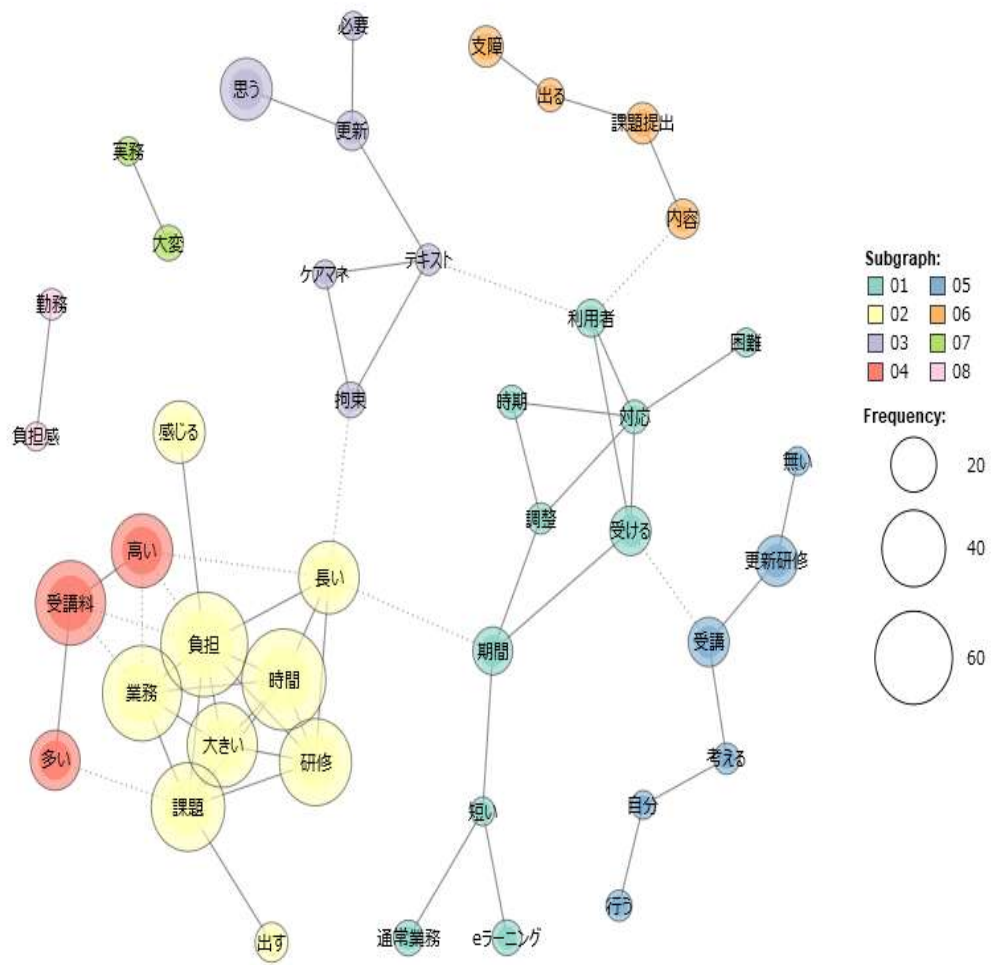 必要
支障
思う
出る
課題提出
更新
実務
内容
大変
テキスト
ケアマネ
勤務
利用者
困難
時期
拘束
対応
感じる
負担感
無い
調整
受ける
高い
更新研修
長い
受講料
負担
受講
期間
時間
業務
大きい
多い
研修
考える
課題
自分
短い
行う
出す
通常業務
eラーニング
Subgraph:
01 05
02 06
03 07
04 08
Frequency:
20
40
60